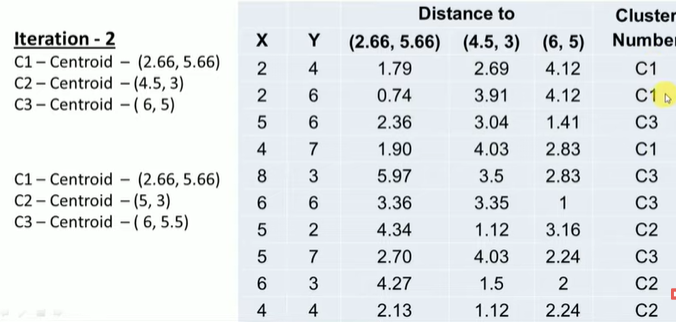 Iteration - 2
C1 – Centroid – (2.66, 5.66)
C2 – Centroid – (4.5, 3)
C3 – Centroid – ( 6, 5)
C1 – Centroid – (2.66, 5.66)
C2 – Centroid – (5, 3)
C3 – Centroid – ( 6, 5.5)
Distance to Cluster
X Y (2.66, 5.66) (4.5, 3) (6, 5) Numbe
2 4 1.79 2.69 4.12 C1
2 6 0.74 3.91 4.12 C1
5 6 2.36 3.04 1.41 C3
4 7 1.90 4.03 2.83 C1
8 3 5.97 3.5 2.83 C3
6 6 3.36 3.35 1 C3
5 2 4.34 1.12 3.16 C2
5 7 2.70 4.03 2.24 C3
6 3 4.27 1.5 2 C2
4 4 2.13 1.12 2.24 C2